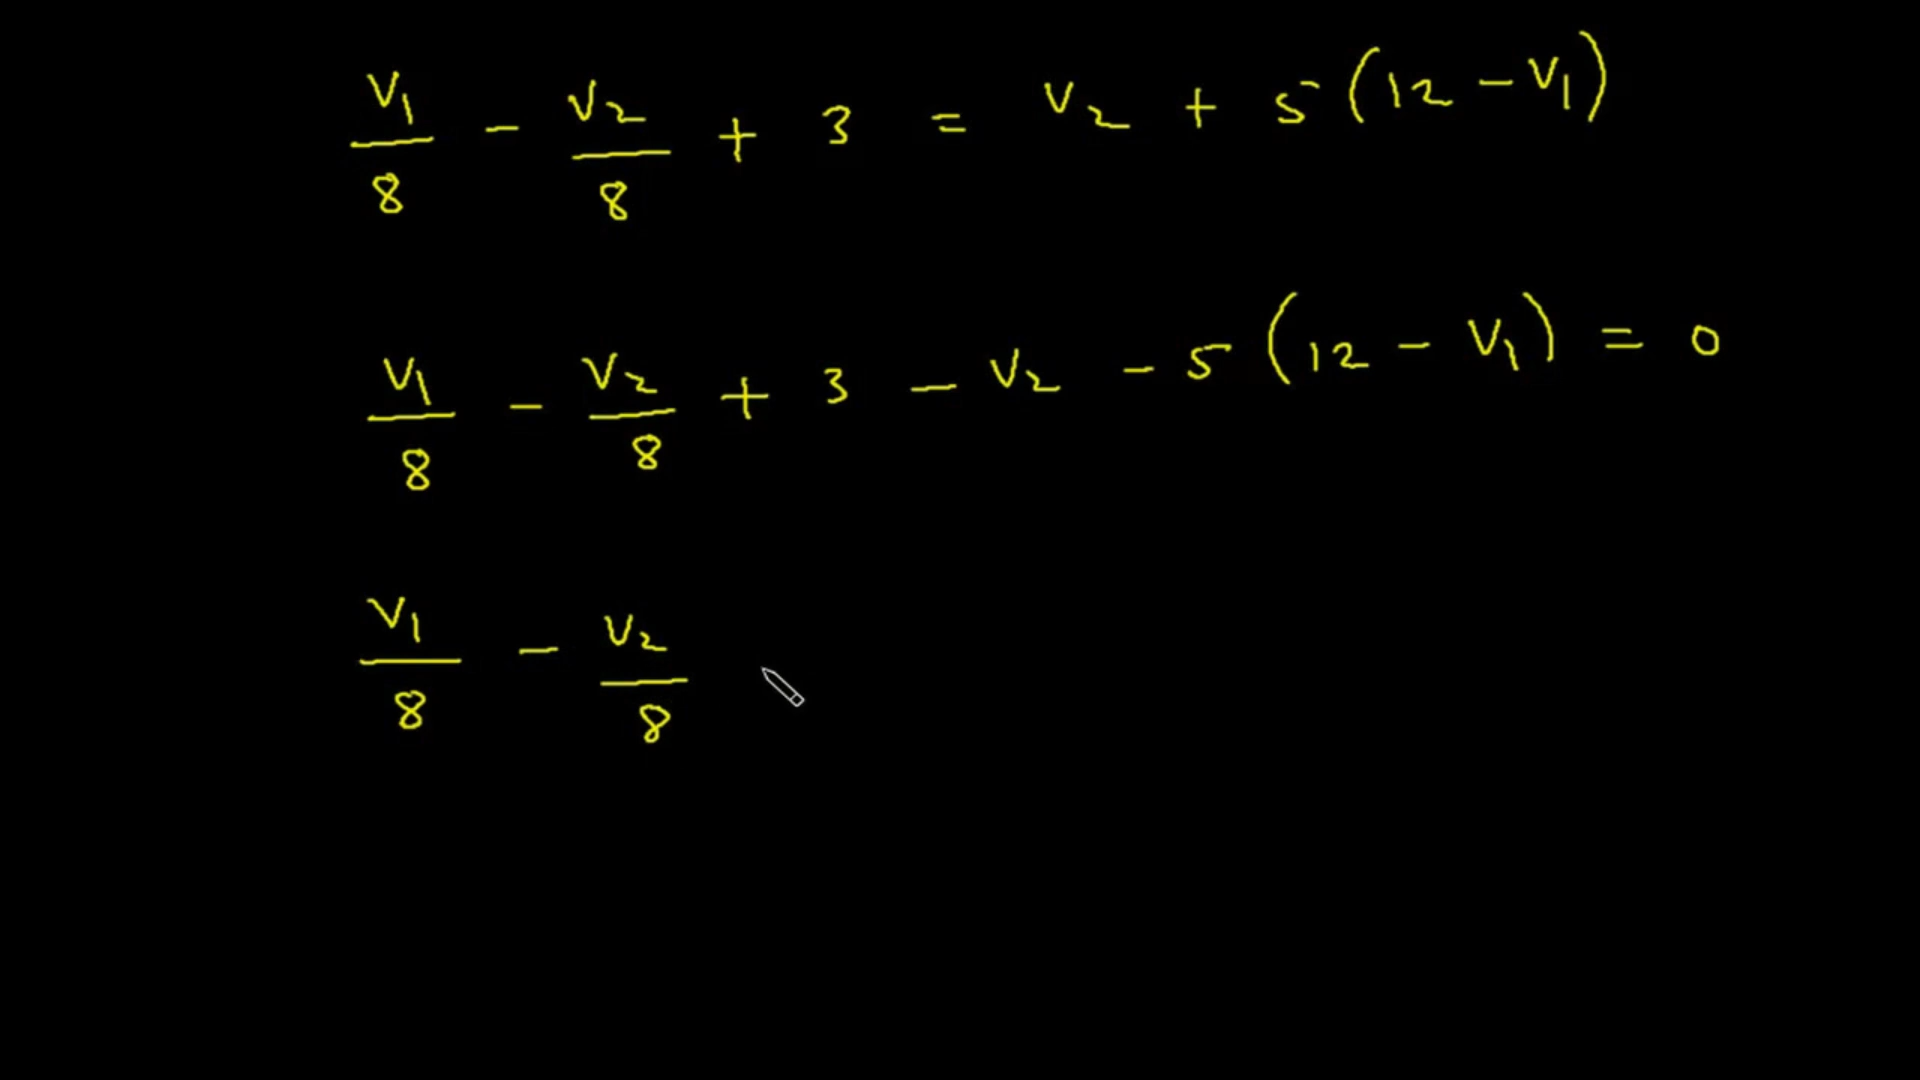 V₁/8 - V₂/8 + 3 = V₂ + 5(12 - V₁)
V₁/8 - V₂/8 + 3 - V₂ - 5(12 - V₁) = 0
V₁/8 - V₂/8